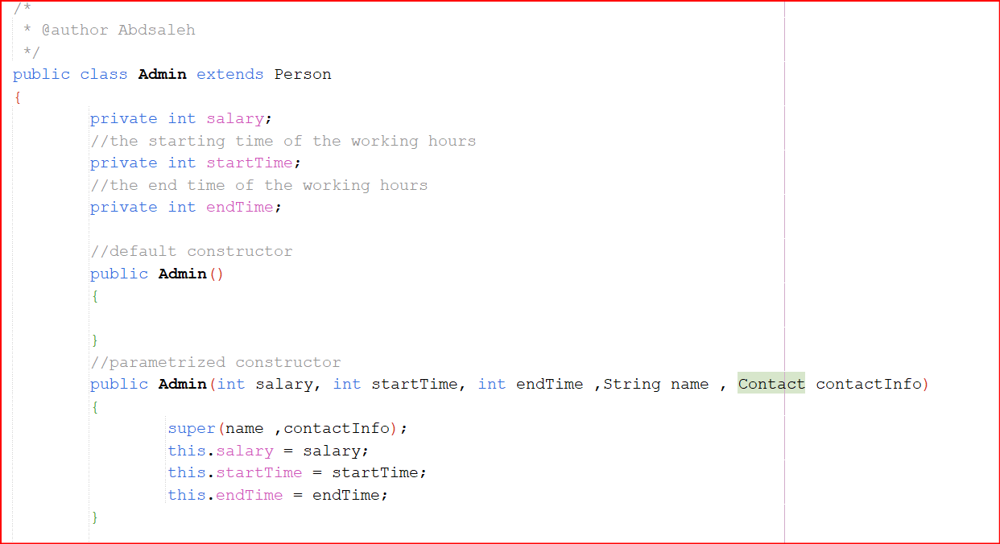 /*
* @author Abdsaleh
*/
public class Admin extends Person
{
private int salary;
//the starting time of the working hours
private int startTime;
//the end time of the working hours
private int endTime;
//default constructor
public Admin()
{
}
//parametrized constructor
public Admin(int salary, int startTime, int endTime ,String name , Contact contactInfo)
{
super(name ,contactInfo);
this.salary = salary;
this.startTime = startTime;
this.endTime = endTime;
}